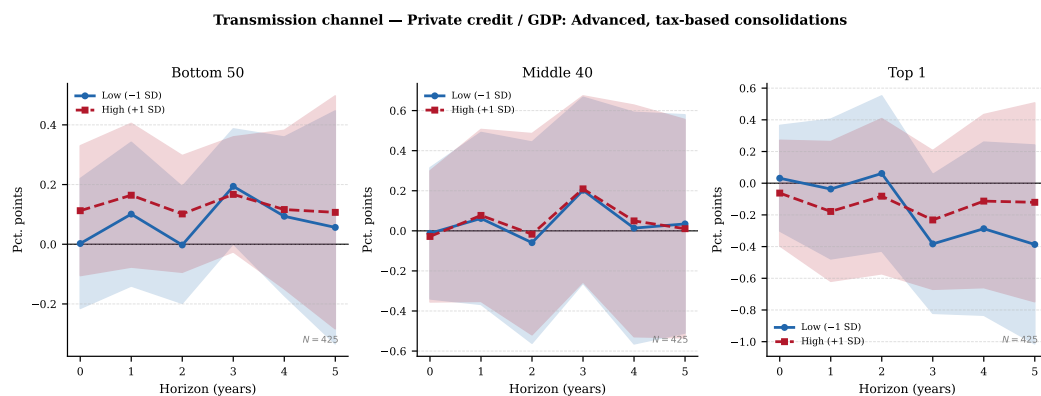 Transmission channel — Private credit / GDP: Advanced, tax-based consolidations
Bottom 50
Low (−1 SD)
High (+1 SD)
Pct. points
0.4
0.2
0.0
−0.2
N = 425
0 1 2 3 4 5
Horizon (years)
Middle 40
Low (−1 SD)
High (+1 SD)
Pct. points
0.6
0.4
0.2
0.0
−0.2
−0.4
−0.6
N = 425
0 1 2 3 4 5
Horizon (years)
Top 1
Pct. points
0.6
0.4
0.2
0.0
−0.2
−0.4
−0.6
−0.8
−1.0
Low (−1 SD)
High (+1 SD)
N = 425
0 1 2 3 4 5
Horizon (years)